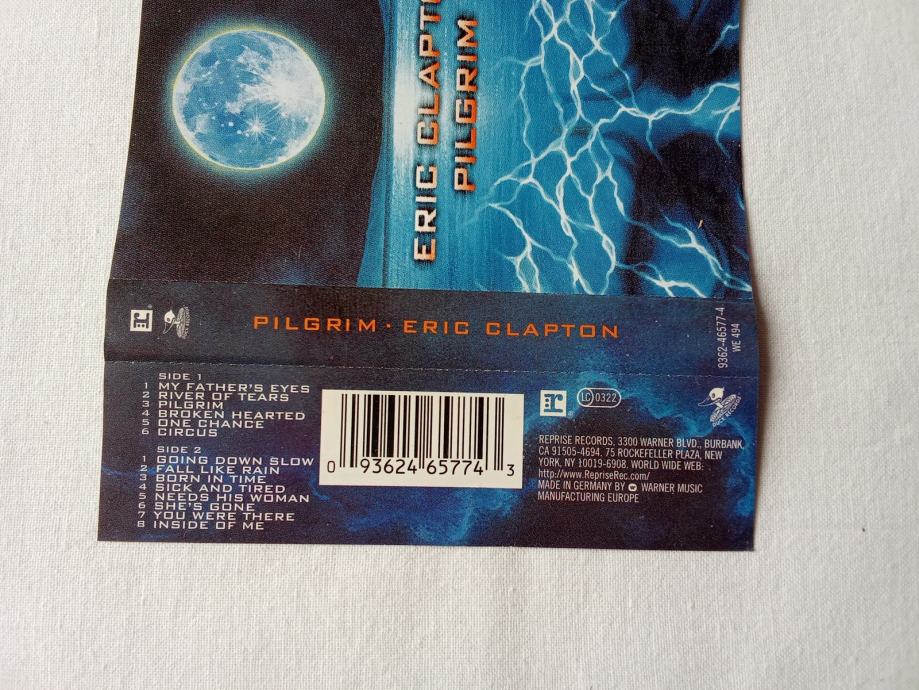 ERIC CLAPTO
PILGRIM
PILGRIM · ERIC CLAPTON
9362-46577-4
WE 494
SIDE 1
1 MY FATHER'S EYES
2 RIVER OF TEARS
3 PILGRIM
4 BROKEN HEARTED
5 ONE CHANCE
6 CIRCUS
SIDE 2
1 GOING DOWN SLOW
2 FALL LIKE RAIN
3 BORN IN TIME
4 SICK AND TIRED
5 NEEDS HIS WOMAN
6 SHE'S GONE
7 YOU WERE THERE
8 INSIDE OF ME
0 93624 65774 3
r
LC 0322
DUCK RECORDS
REPRISE RECORDS, 3300 WARNER BLVD., BURBANK,
CA 91505-4694. 75 ROCKEFELLER PLAZA, NEW
YORK, NY 10019-6908. WORLD WIDE WEB:
http://www.RepriseRec.com/
MADE IN GERMANY BY WARNER MUSIC
MANUFACTURING EUROPE